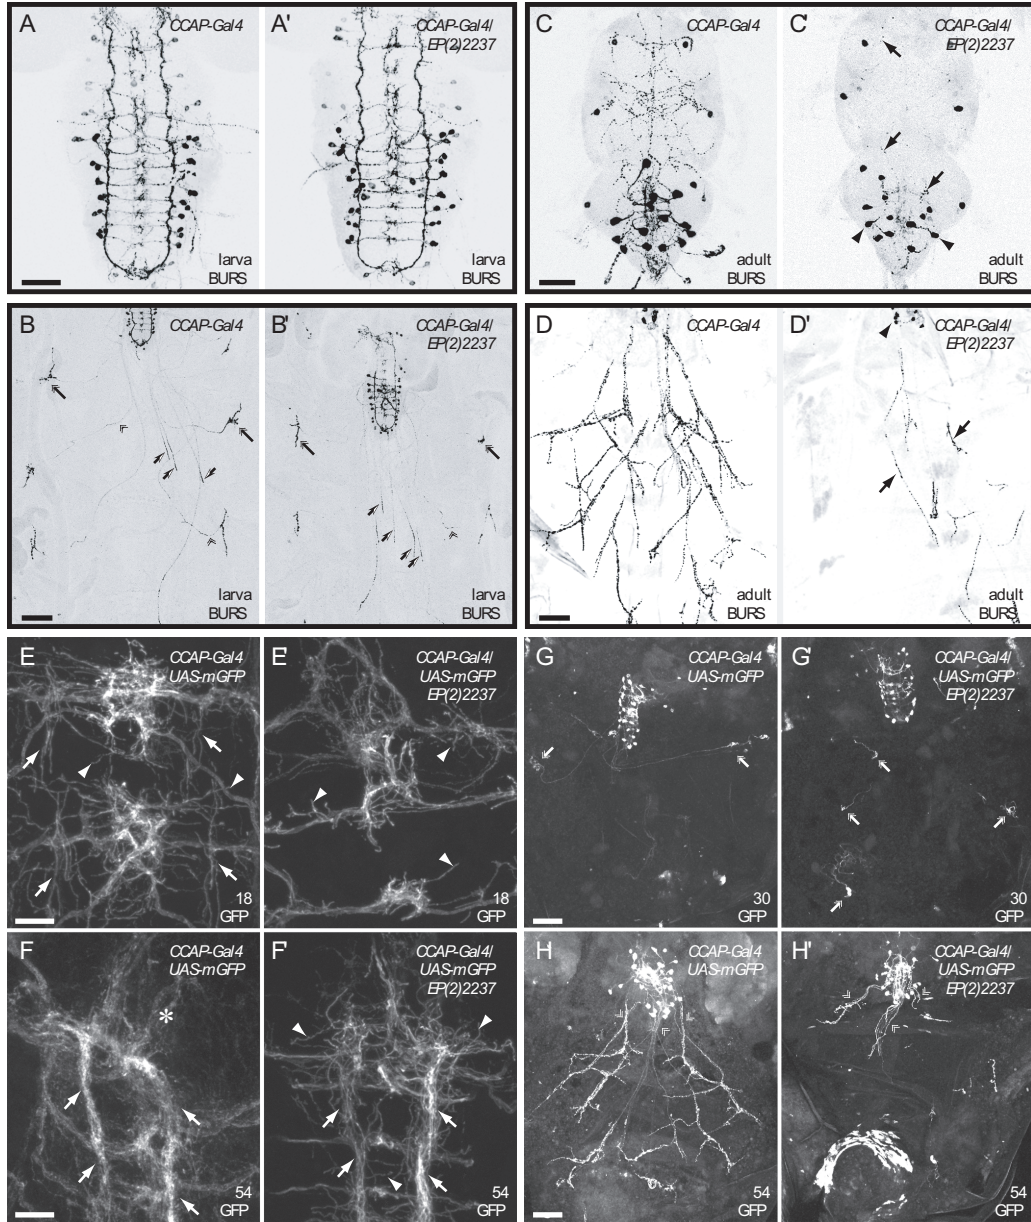 A
CCAP-Gal4
larva
BURS
A'
CCAP-Gal4/
EP(2)2237
larva
BURS
C
CCAP-Gal4
adult
BURS
C'
CCAP-Gal4/
EP(2)2237
adult
BURS
B
CCAP-Gal4
larva
BURS
B'
CCAP-Gal4/
EP(2)2237
larva
BURS
D
CCAP-Gal4
adult
BURS
D'
CCAP-Gal4/
EP(2)2237
adult
BURS
E
CCAP-Gal4
UAS-mGFP
18
GFP
E'
CCAP-Gal4/
UAS-mGFP
EP(2)2237
18
GFP
G
CCAP-Gal4
UAS-mGFP
30
GFP
G'
CCAP-Gal4/
UAS-mGFP
EP(2)2237
30
GFP
F
CCAP-Gal4
UAS-mGFP
*
54
GFP
F'
CCAP-Gal4/
UAS-mGFP
EP(2)2237
54
GFP
H
CCAP-Gal4
UAS-mGFP
54
GFP
H'
CCAP-Gal4/
UAS-mGFP
EP(2)2237
54
GFP